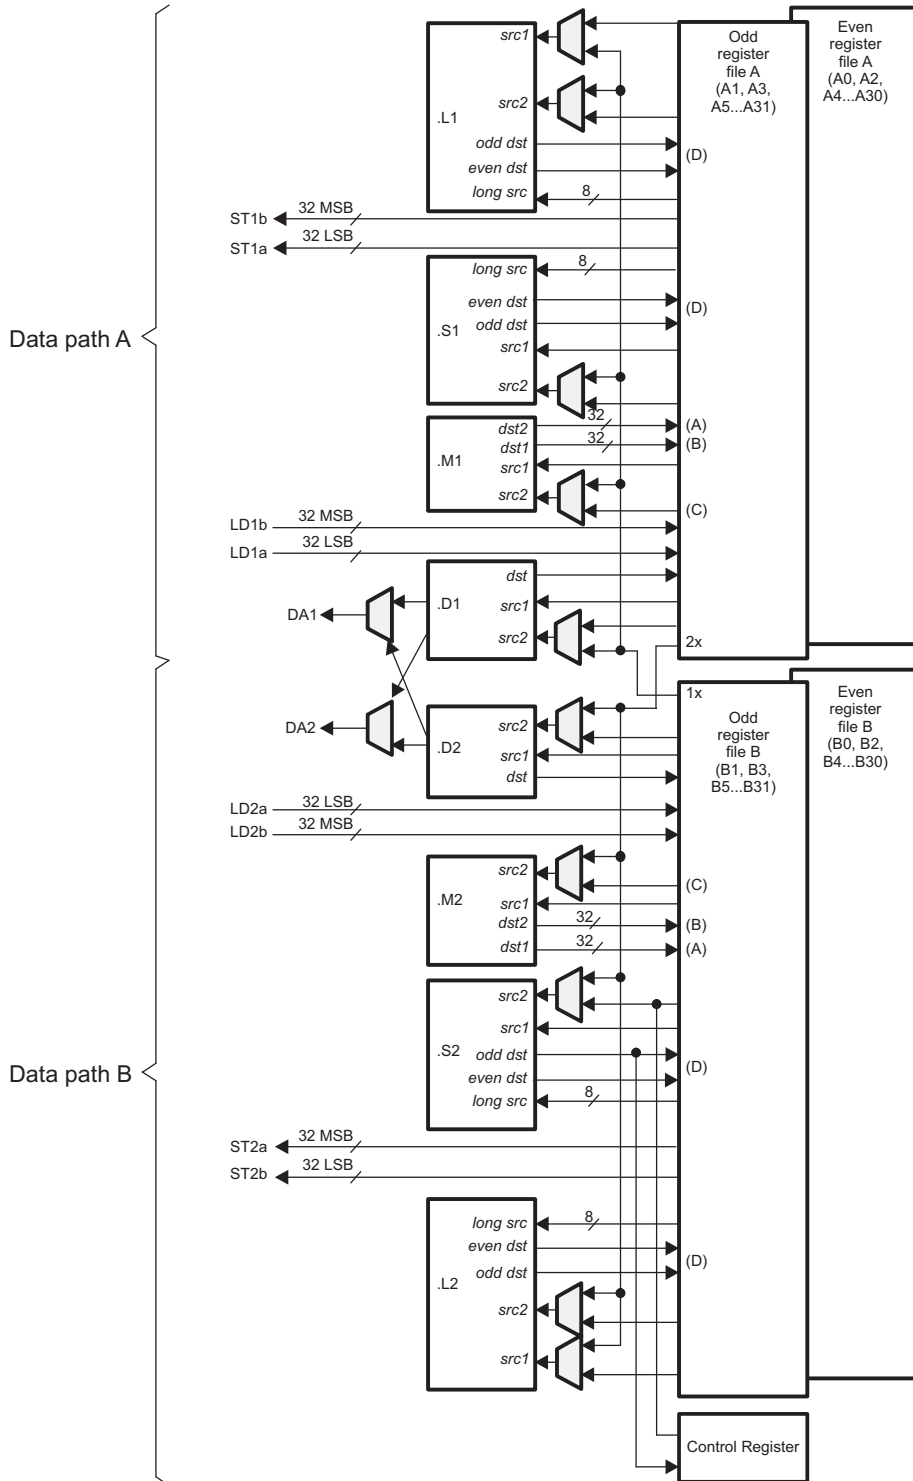 Data path A
src1
src2
.L1
odd dst
even dst
long src
8
Odd
register
file A
(A1, A3,
A5...A31)
Even
register
file A
(A0, A2,
A4...A30)
(D)
ST1b
32 MSB
ST1a
32 LSB
long src
8
even dst
odd dst
.S1
src1
src2
(D)
dst2
32
(A)
dst1
32
(B)
.M1
src1
src2
(C)
LD1b
32 MSB
LD1a
32 LSB
dst
.D1
src1
src2
DA1
2x
1x
DA2
.D2
src2
src1
dst
Odd
register
file B
(B1, B3,
B5...B31)
Even
register
file B
(B0, B2,
B4...B30)
LD2a
32 LSB
LD2b
32 MSB
src2
(C)
.M2
src1
dst2
32
(B)
dst1
32
(A)
Data path B
src2
src1
.S2
odd dst
even dst
long src
8
(D)
ST2a
32 MSB
ST2b
32 LSB
long src
8
even dst
odd dst
(D)
.L2
src2
src1
Control Register